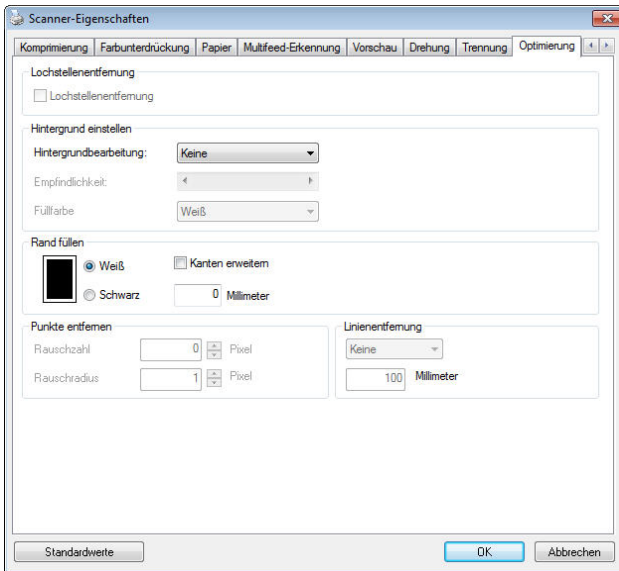 Scanner-Eigenschaften
Komprimierung Farbunterdrückung Papier Multifeed-Erkennung Vorschau Drehung Trennung Optimierung
Lochstellenentfernung
Lochstellenentfernung
Hintergrund einstellen
Hintergrundbearbeitung: Keine
Empfindlichkeit:
Füllfarbe Weiß
Rand füllen
Weiß Kanten erweitern
Schwarz 0 Millimeter
Punkte entfernen Linienentfernung
Rauschzahl 0 Pixel Keine
Rauschradius 1 Pixel 100 Millimeter
Standardwerte OK Abbrechen